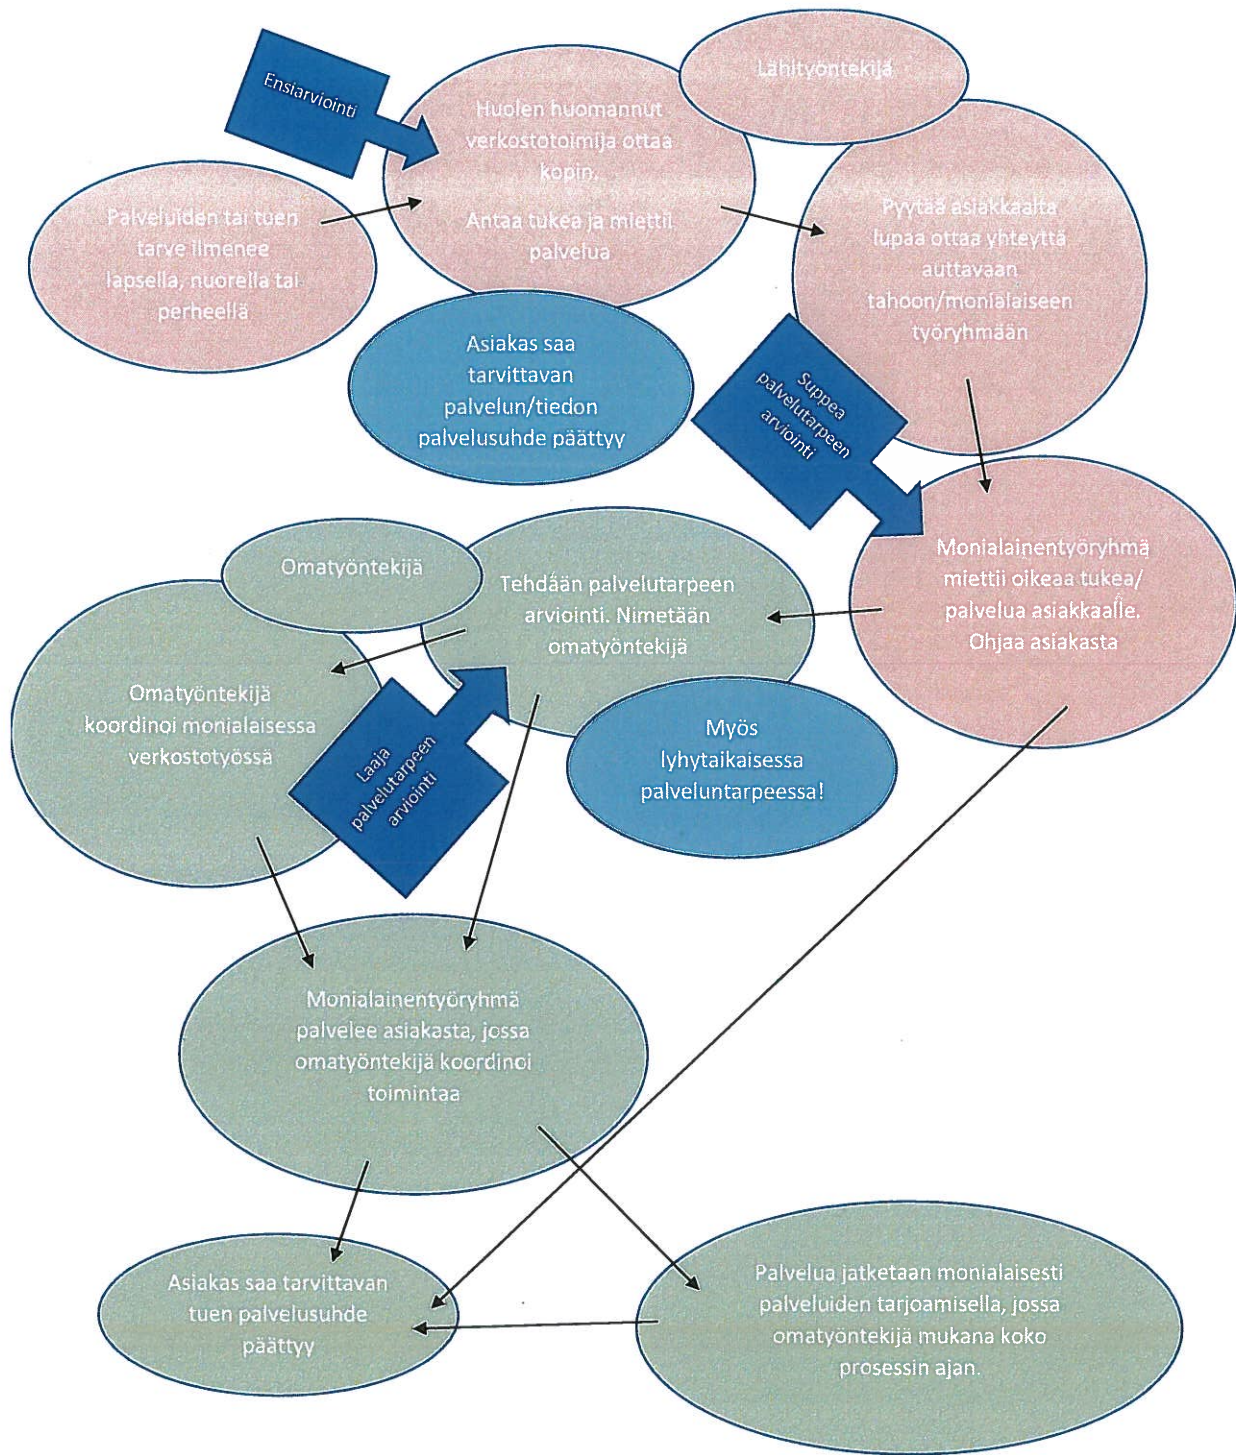 Ensiarviointi
Lähityöntekijä
Huolen huomannut
verkostotoimija ottaa
kopin.
Antaa tukea ja miettii
palvelua
Palveluiden tai tuen
tarve ilmenee
lapsella, nuorella tai
perheellä
Pyytää asiakkaalta
lupaa ottaa yhteyttä
auttavaan
tahoon/monialaiseen
työryhmään
Asiakas saa
tarvittavan
palvelun/tiedon
palvelusuhde päättyy
Suppea
palvelutarpeen
arviointi
Monialainentyöryhmä
miettii oikeaa tukea/
palvelua asiakkaalle.
Ohjaa asiakasta
Omatyöntekijä
Tehdään palvelutarpeen
arviointi. Nimetään
omatyöntekijä
Omatyöntekijä
koordinoi monialaisessa
verkostotyössä
Laaja
palvelutarpeen
arviointi
Myös
lyhytaikaisessa
palveluntarpeessa!
Monialainentyöryhmä
palvelee asiakasta, jossa
omatyöntekijä koordinoi
toimintaa
Asiakas saa tarvittavan
tuen palvelusuhde
päättyy
Palvelua jatketaan monialaisesti
palveluiden tarjoamisella, jossa
omatyöntekijä mukana koko
prosessin ajan.